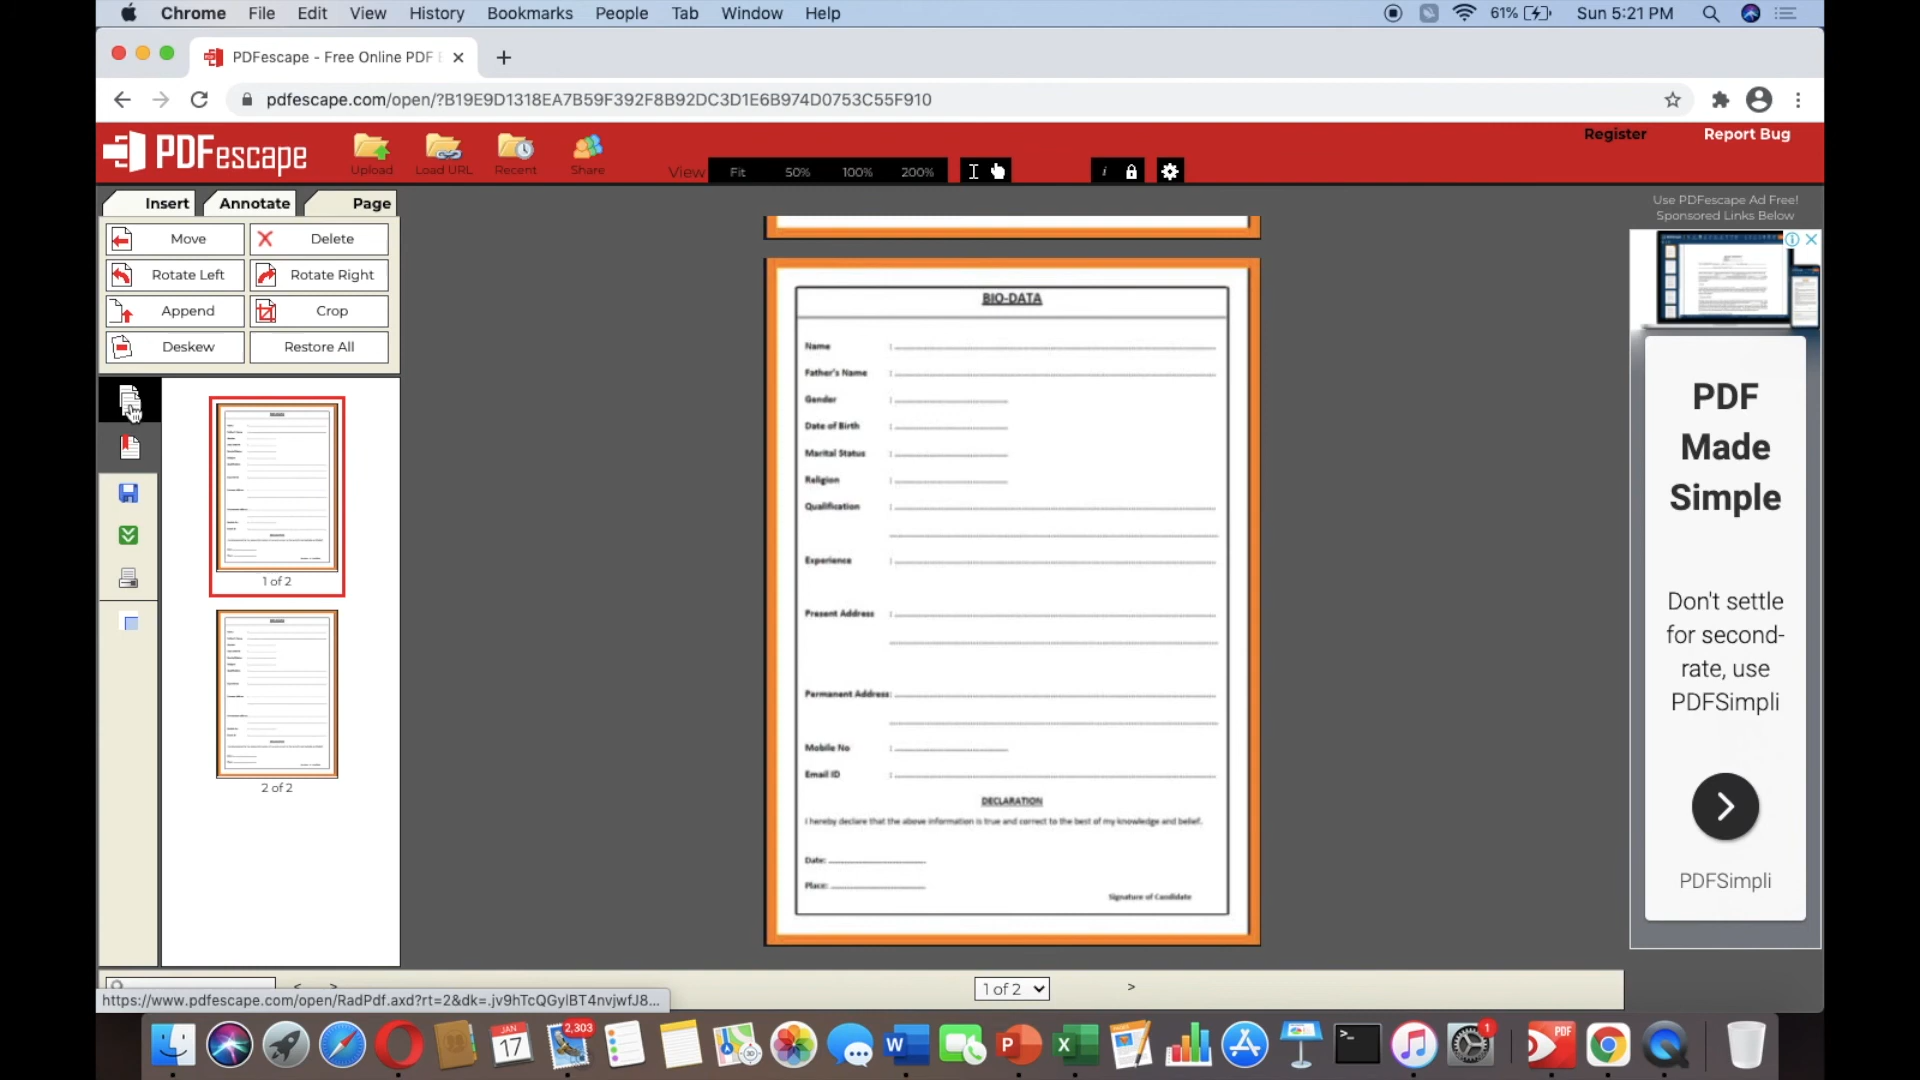 Chrome File Edit View History Bookmarks People Tab Window Help 61% Sun 5:21 PM
PDFescape - Free Online PDF E
pdfescape.com/open/?B19E9D1318EA7B59F392F8B92DC3D1E6B974D0753C55F910
PDFescape Upload Load URL Recent Share View Fit 50% 100% 200% i Register Report Bug
Insert Annotate Page
Move Delete
Rotate Left Rotate Right
Append Crop
Deskew Restore All
1 of 2
2 of 2
BIO-DATA
Name :
Father's Name :
Gender :
Date of Birth :
Marital Status :
Religion :
Qualification :
Experience :
Present Address :
Permanent Address:
Mobile No :
Email ID :
DECLARATION
I hereby declare that the above information is true and correct to the best of my knowledge and belief.
Date:
Place:
Signature of Candidate
Use PDFescape Ad Free!
Sponsored Links Below
PDF
Made
Simple
Don't settle
for second-
rate, use
PDFSimpli
PDFSimpli
< > 1 of 2 >
https://www.pdfescape.com/open/RadPdf.axd?rt=2&dk=.jv9hTcQGylBT4nvjwfJ8...
JAN
17
2,303
W
P
X
1
PDF